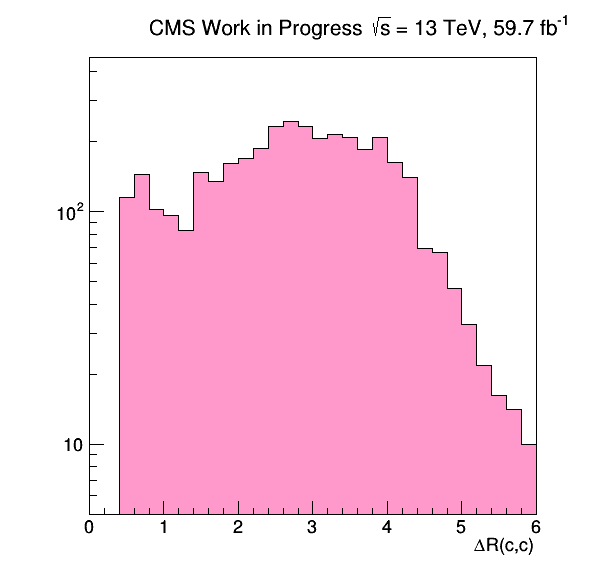 CMS Work in Progress √s = 13 TeV, 59.7 fb⁻¹
10²
10
0 1 2 3 4 5 6
ΔR(c,c)